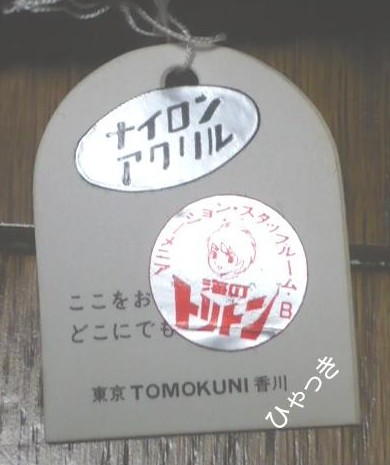 ナイロン
アクリル
アニメーション・スタッフルーム・B
海の
トリトン
ここをお
どこにでも
東京 TOMOKUNI 香川
ひゃっき